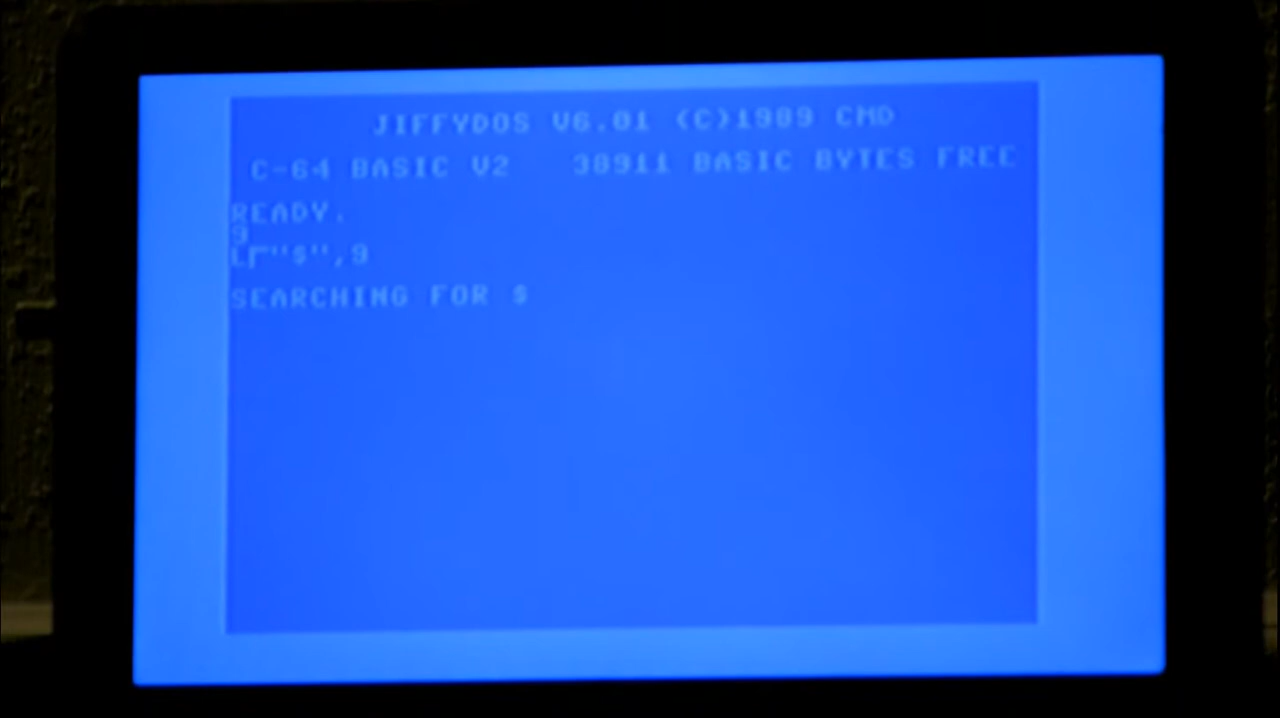 JIFFYDOS V6.01 (C)1989 CMD
C-64 BASIC V2 38911 BASIC BYTES FREE
READY.
9
L┌"$",9
SEARCHING FOR $